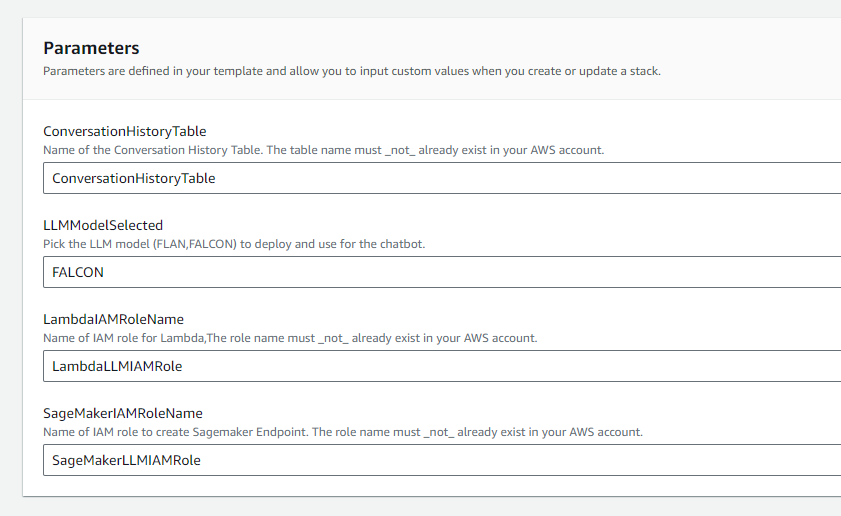 Parameters
Parameters are defined in your template and allow you to input custom values when you create or update a stack.
ConversationHistoryTable
Name of the Conversation History Table. The table name must _not_ already exist in your AWS account.
ConversationHistoryTable
LLMModelSelected
Pick the LLM model (FLAN,FALCON) to deploy and use for the chatbot.
FALCON
LambdaIAMRoleName
Name of IAM role for Lambda,The role name must _not_ already exist in your AWS account.
LambdaLLMIAMRole
SageMakerIAMRoleName
Name of IAM role to create Sagemaker Endpoint. The role name must _not_ already exist in your AWS account.
SageMakerLLMIAMRole